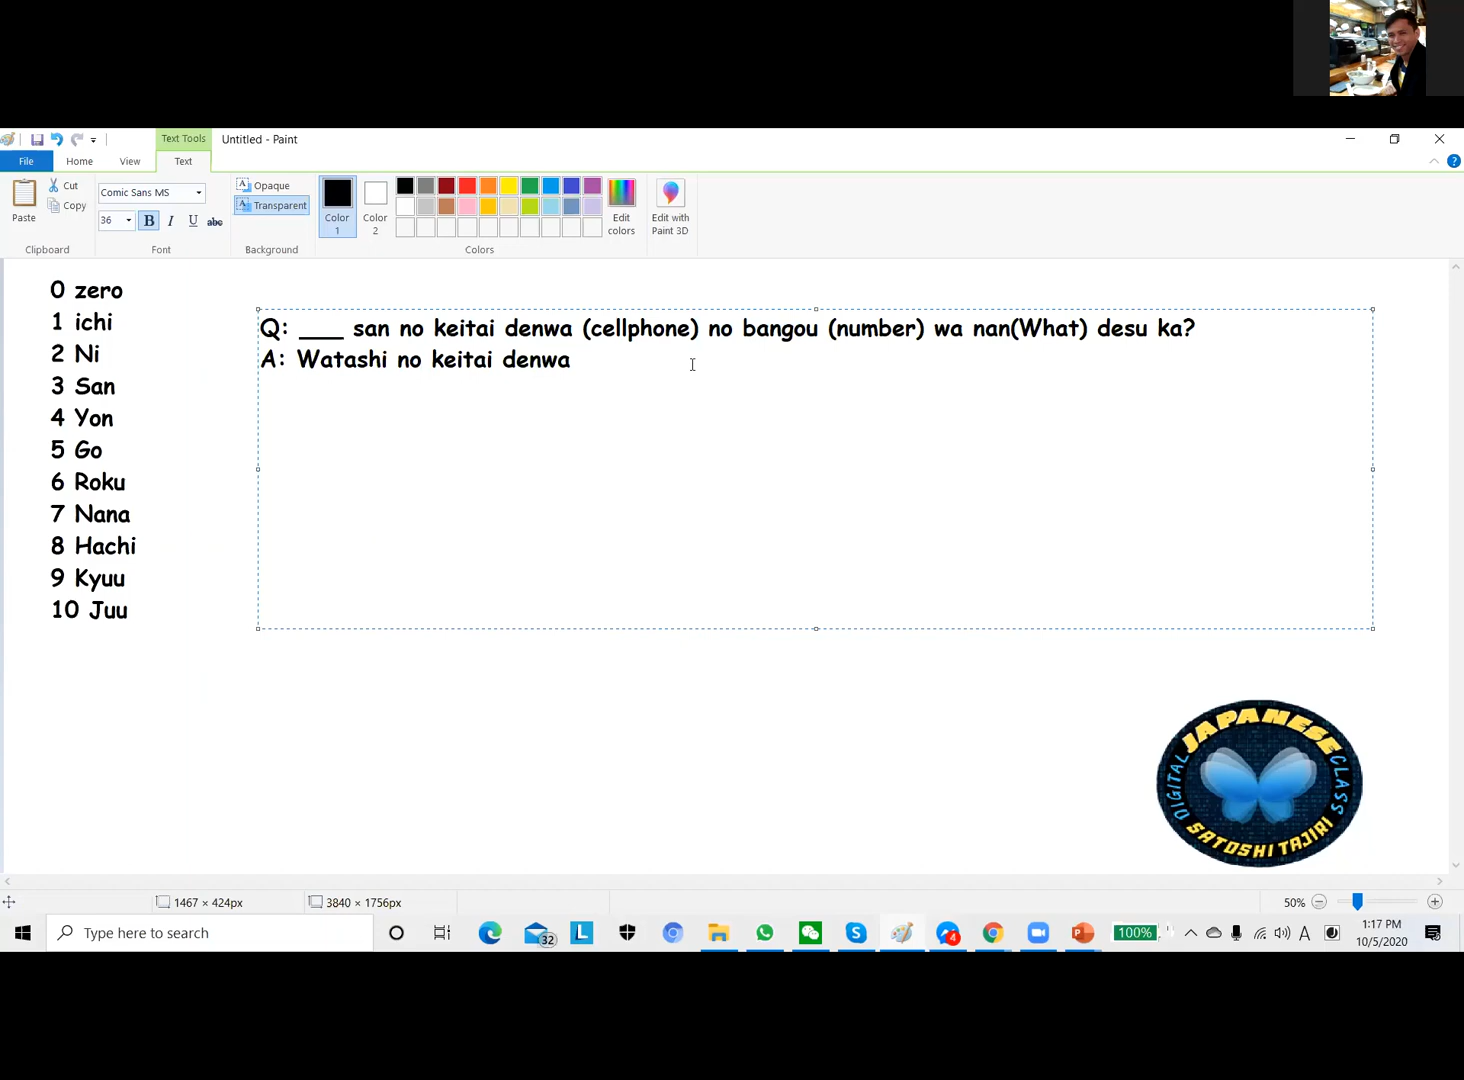 Text Tools
Untitled - Paint
File
Home
View
Text
Paste
Cut
Copy
Clipboard
Comic Sans MS
36
B
I
U
abc
Font
Opaque
Transparent
Background
Color 1
Color 2
Edit colors
Colors
Edit with Paint 3D
0 zero
1 ichi
2 Ni
3 San
4 Yon
5 Go
6 Roku
7 Nana
8 Hachi
9 Kyuu
10 Juu
Q: ___ san no keitai denwa (cellphone) no bangou (number) wa nan(What) desu ka?
A: Watashi no keitai denwa
DIGITAL JAPANESE CLASS
SATOSHI TAJIRI
1467 × 424px
3840 × 1756px
50%
Type here to search
32
4
100%
A
1:17 PM
10/5/2020